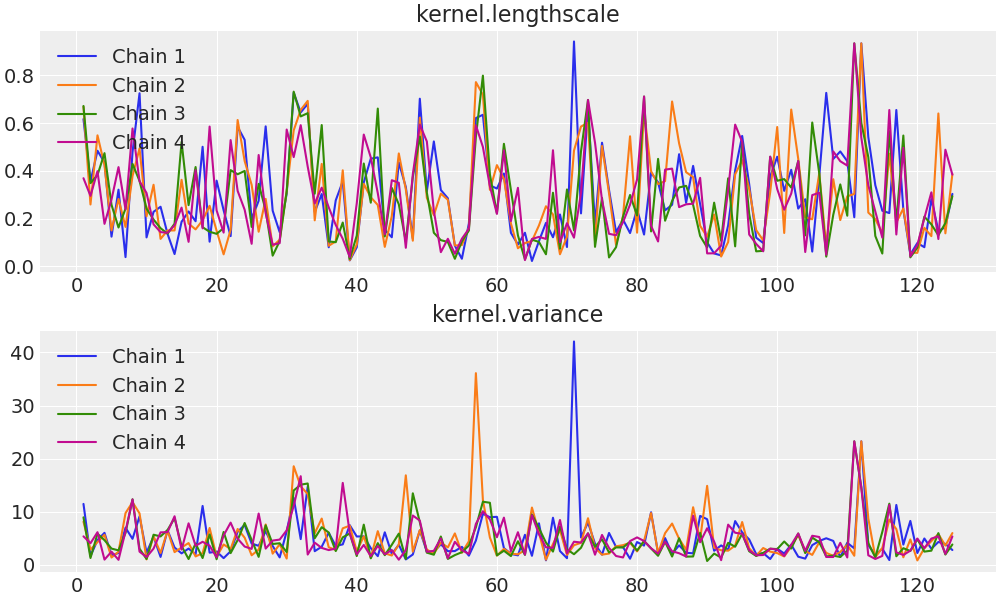 kernel.lengthscale
Chain 1
Chain 2
Chain 3
Chain 4
0.8
0.6
0.4
0.2
0.0
0 20 40 60 80 100 120
kernel.variance
Chain 1
Chain 2
Chain 3
Chain 4
40
30
20
10
0
0 20 40 60 80 100 120